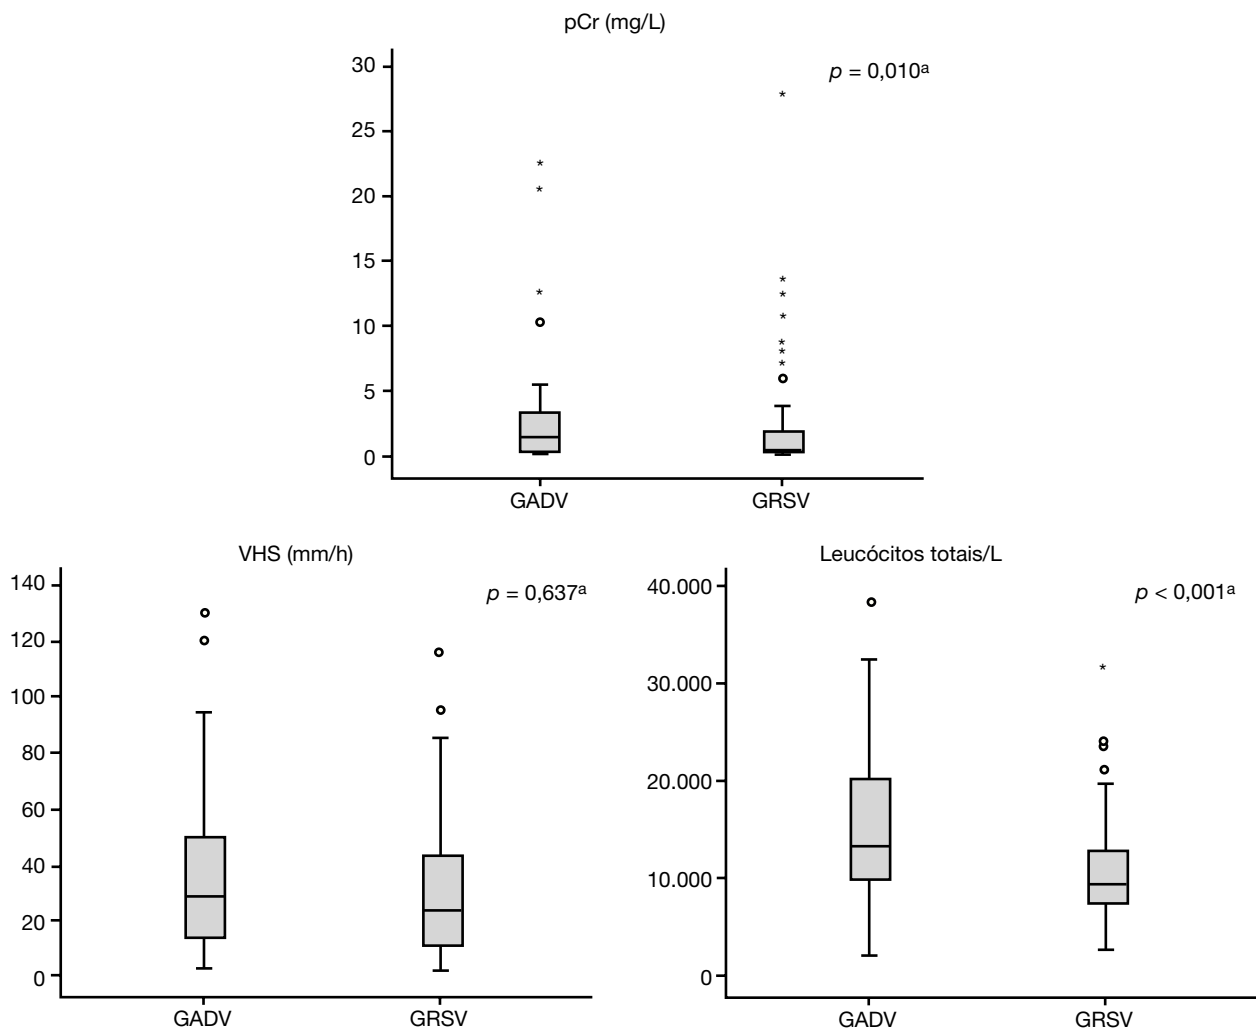 pCr (mg/L)
p = 0,010a
30
25
20
15
10
5
0
GADV
GRSV
VHS (mm/h)
p = 0,637a
140
120
100
80
60
40
20
0
GADV
GRSV
Leucócitos totais/L
p < 0,001a
40.000
30.000
20.000
10.000
0
GADV
GRSV